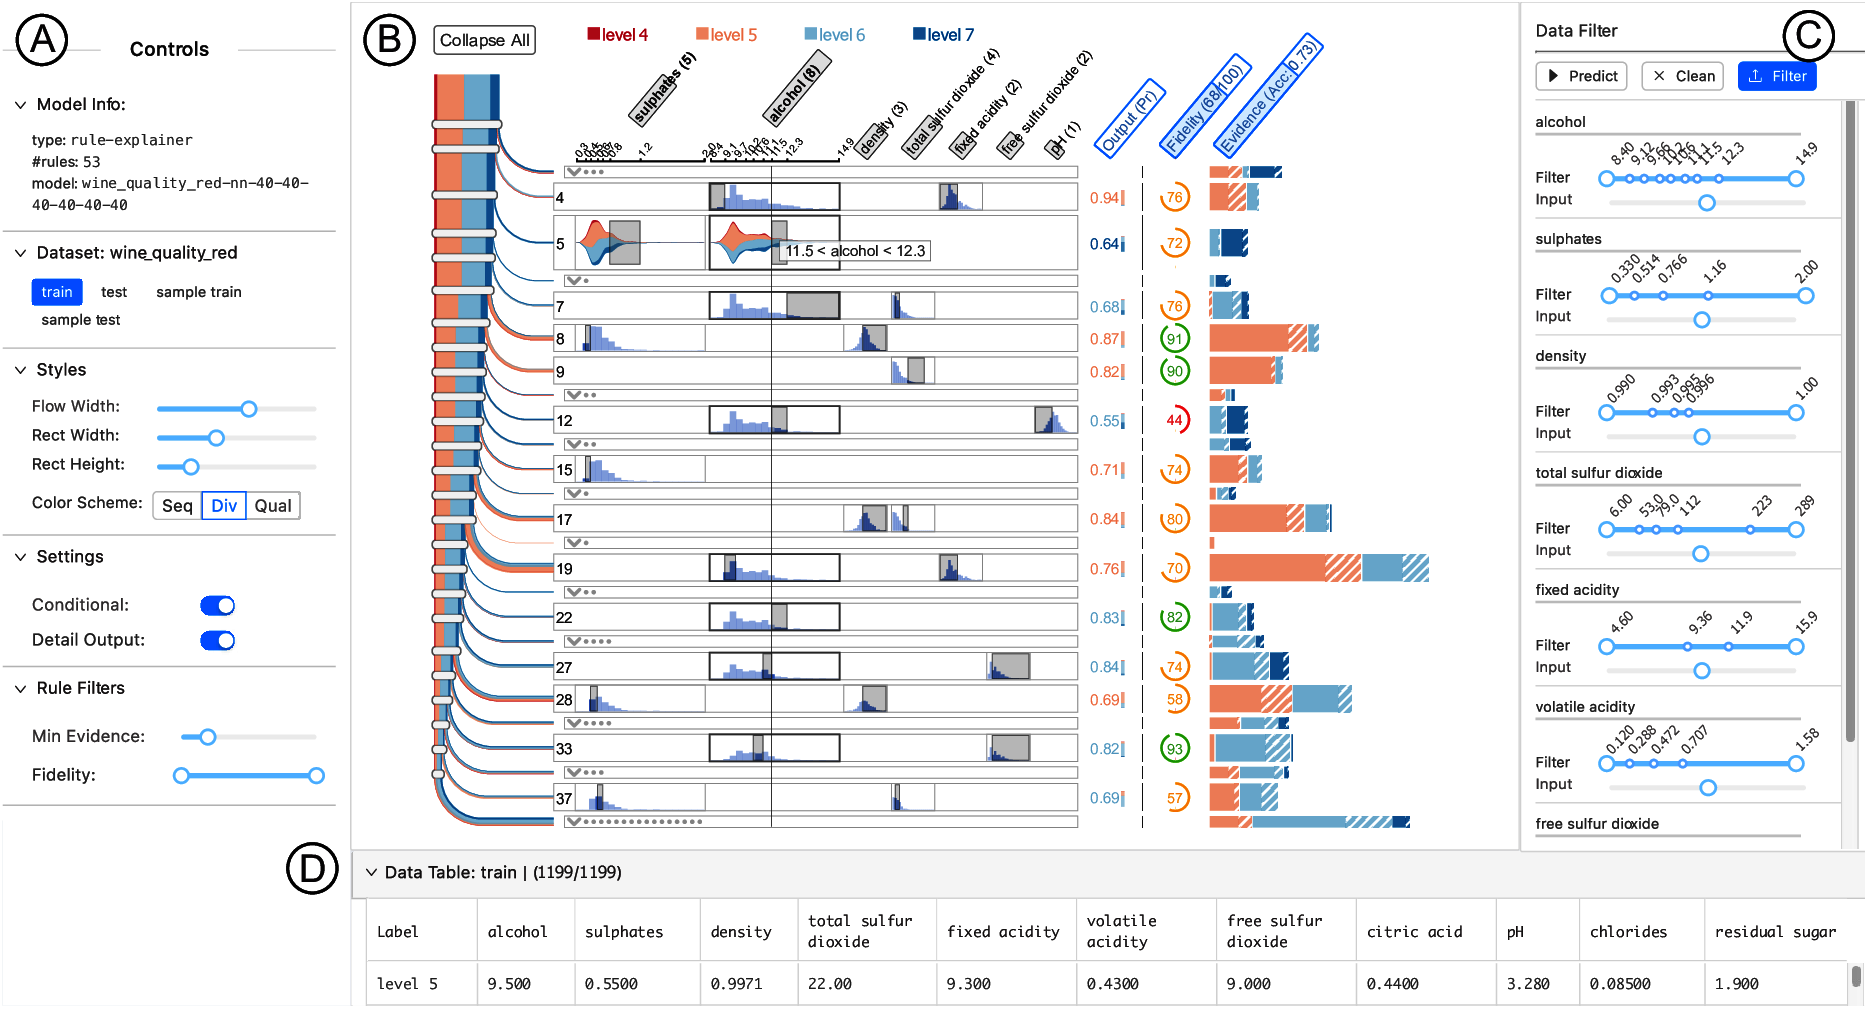 A
Controls
Model Info:
type: rule-explainer
#rules: 53
model: wine_quality_red-nn-40-40-
40-40-40-40
Dataset: wine_quality_red
train test sample train
sample test
Styles
Flow Width:
Rect Width:
Rect Height:
Color Scheme: Seq Div Qual
Settings
Conditional:
Detail Output:
Rule Filters
Min Evidence:
Fidelity:
B
Collapse All
level 4 level 5 level 6 level 7
sulphates (5)
alcohol (8)
density (3)
total sulfur dioxide (4)
fixed acidity (2)
free sulfur dioxide (2)
pH (1)
Output (Pr)
Fidelity (68/100)
Evidence (Acc: 0.73)
0.8 1.2 9.1 11.5 12.3 14.9
4 0.94 76
5 0.64 72
11.5 < alcohol < 12.3
7 0.68 76
8 0.87 91
9 0.82 90
12 0.55 44
15 0.71 74
17 0.84 80
19 0.76 70
22 0.83 82
27 0.84 74
28 0.69 58
33 0.82 93
37 0.69 57
C
Data Filter
Predict Clean Filter
alcohol
8.40 9.12 9.66 11.1 11.5 12.3 14.9
Filter
Input
sulphates
0.330 0.514 0.766 1.16 2.00
Filter
Input
density
0.990 0.993 0.995 0.996 1.00
Filter
Input
total sulfur dioxide
6.00 53.0 79.0 112 223 289
Filter
Input
fixed acidity
4.60 9.36 11.9 15.9
Filter
Input
volatile acidity
0.120 0.288 0.472 0.707 1.58
Filter
Input
free sulfur dioxide
D
Data Table: train | (1199/1199)
Label alcohol sulphates density total sulfur dioxide fixed acidity volatile acidity free sulfur dioxide citric acid pH chlorides residual sugar
level 5 9.500 0.5500 0.9971 22.00 9.300 0.4300 9.000 0.4400 3.280 0.08500 1.900